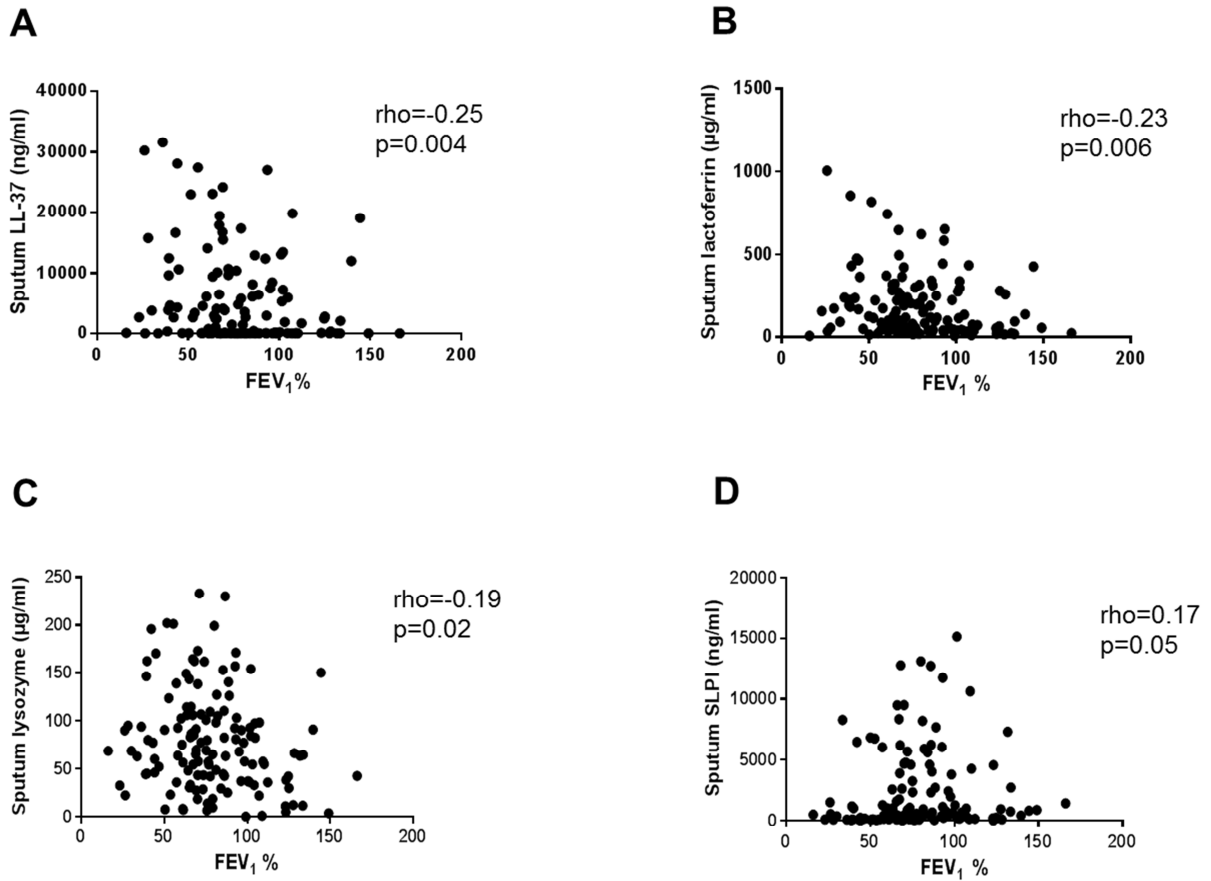 A
Sputum LL-37 (ng/ml)
40000
30000
20000
10000
0
0 50 100 150 200
FEV1%
rho=-0.25
p=0.004
B
Sputum lactoferrin (µg/ml)
1500
1000
500
0
0 50 100 150 200
FEV1 %
rho=-0.23
p=0.006
C
Sputum lysozyme (µg/ml)
250
200
150
100
50
0
0 50 100 150 200
FEV1 %
rho=-0.19
p=0.02
D
Sputum SLPI (ng/ml)
20000
15000
10000
5000
0
0 50 100 150 200
FEV1 %
rho=0.17
p=0.05